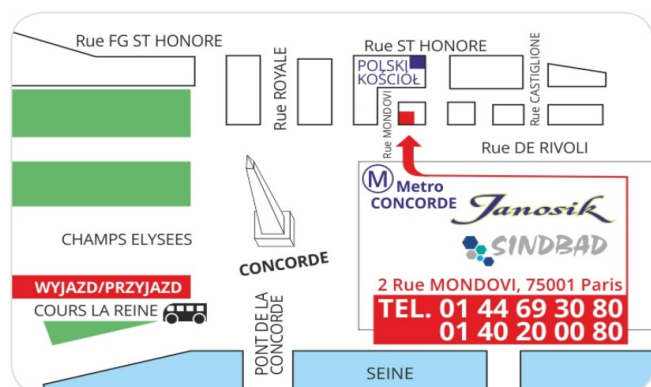 Rue FG ST HONORE
Rue ROYALE
Rue ST HONORE
POLSKI
KOŚCIÓŁ
Rue MONDOVI
Rue CASTIGLIONE
Rue DE RIVOLI
M Metro
CONCORDE
Janosik
SINDBAD
CHAMPS ELYSEES
CONCORDE
WYJAZD/PRZYJAZD
COURS LA REINE
PONT DE LA
CONCORDE
2 Rue MONDOVI, 75001 Paris
TEL. 01 44 69 30 80
01 40 20 00 80
SEINE